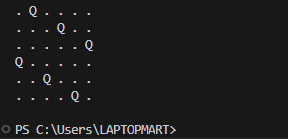 . Q . . . .
. . . Q . .
. . . . . Q
Q . . . . .
. . Q . . .
. . . . Q .
PS C:\Users\LAPTOPMART>